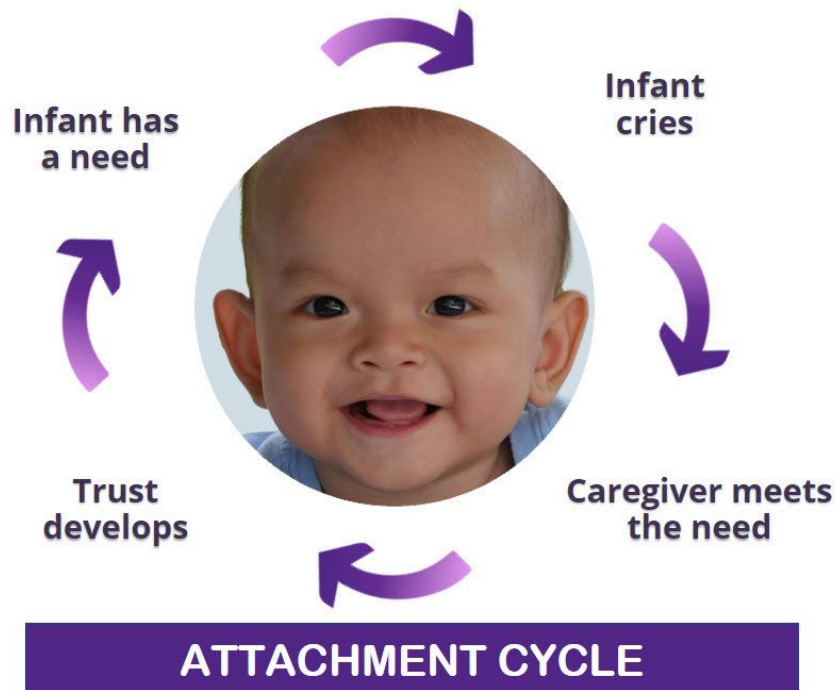 Infant has
a need
Infant
cries
Caregiver meets
the need
Trust
develops
ATTACHMENT CYCLE